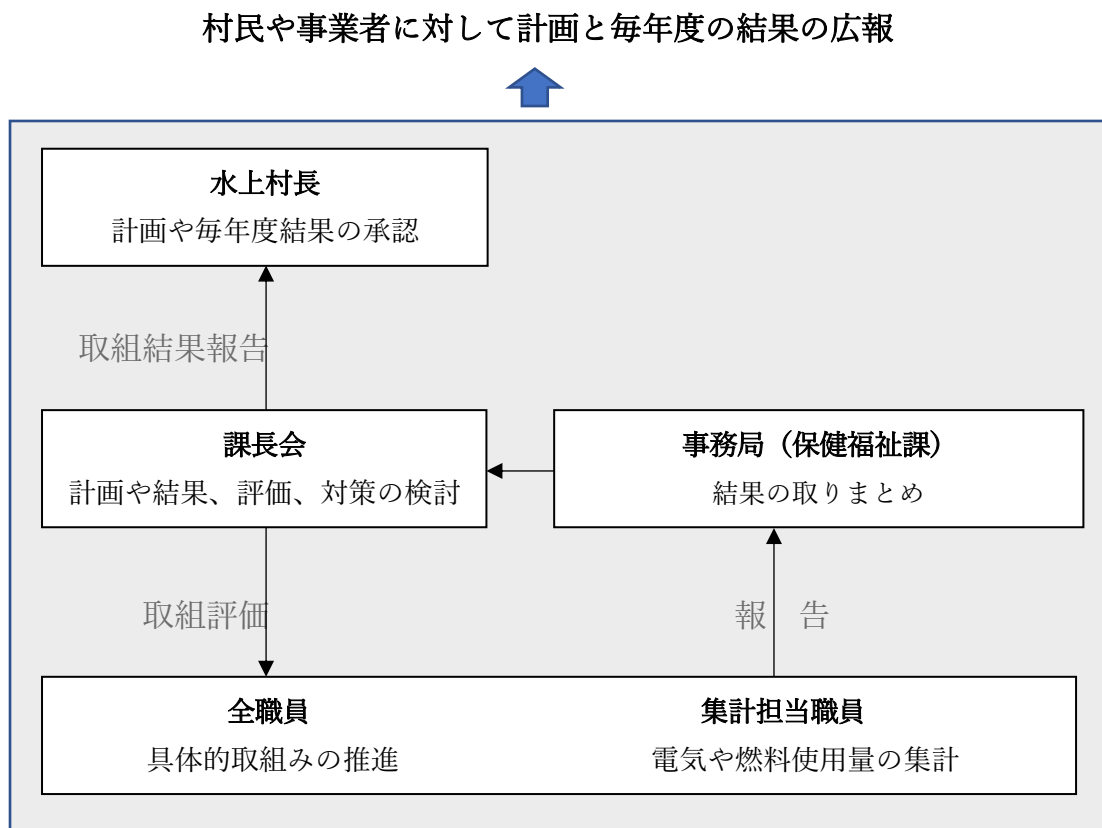 村民や事業者に対して計画と毎年度の結果の広報
水上村長
計画や毎年度結果の承認
取組結果報告
課長会
計画や結果、評価、対策の検討
事務局（保健福祉課）
結果の取りまとめ
取組評価
報　告
全職員
具体的取組みの推進
集計担当職員
電気や燃料使用量の集計